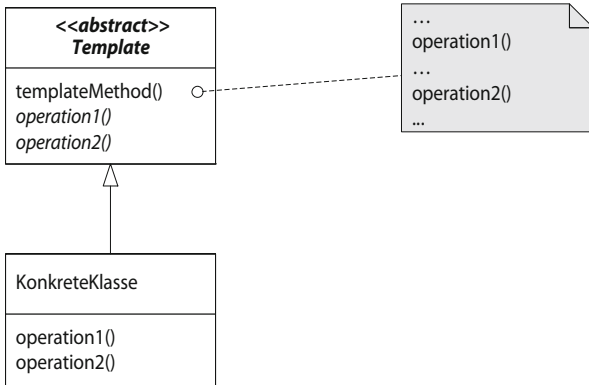 <<abstract>>
Template
templateMethod()
operation1()
operation2()
…
operation1()
…
operation2()
...
KonkreteKlasse
operation1()
operation2()